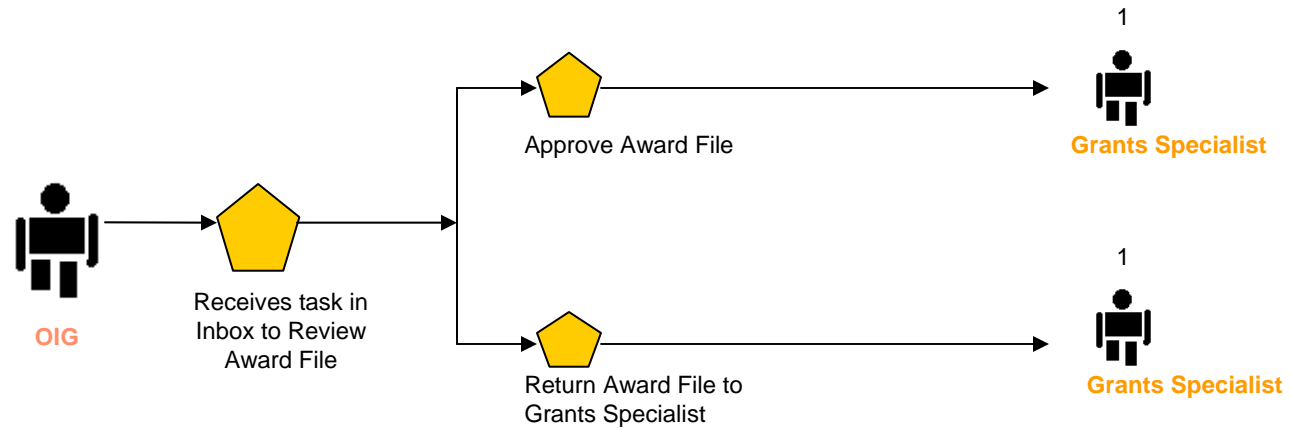 1
Approve Award File
Grants Specialist
OIG
Receives task in
Inbox to Review
Award File
1
Return Award File to
Grants Specialist
Grants Specialist